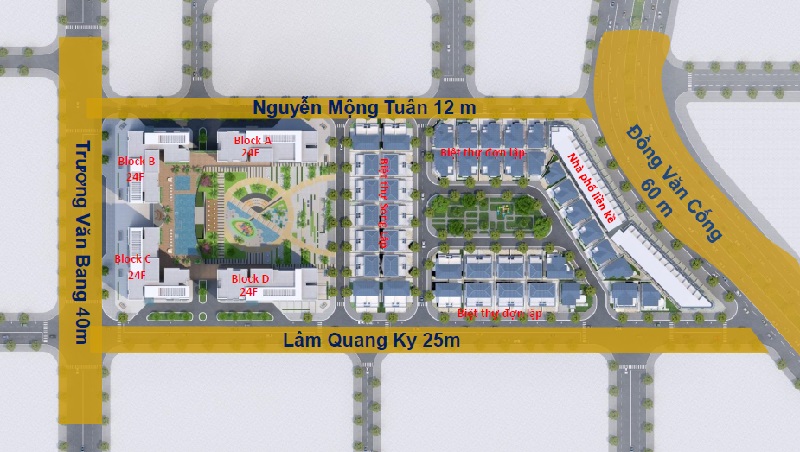 Nguyễn Mộng Tuân 12 m
Block A
24F
Block B
24F
Trương Văn Bang 40m
Block C
24F
Block D
24F
Biệt thự Song lập
Biệt thự đơn lập
Nhà phố liền kề
Đồng Văn Cống
60 m
Biệt thự đơn lập
Lâm Quang Ky 25m